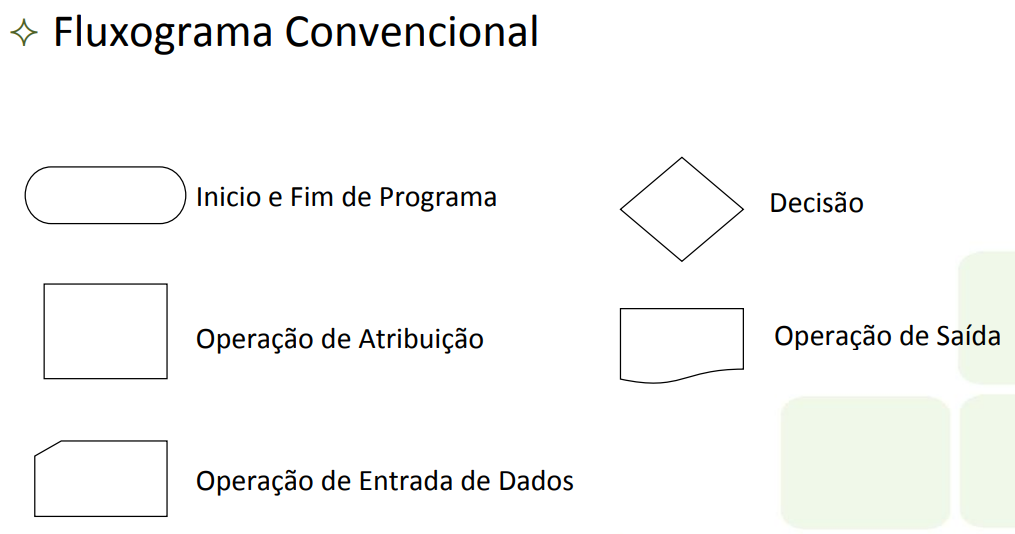 Fluxograma Convencional
Inicio e Fim de Programa
Decisão
Operação de Atribuição
Operação de Saída
Operação de Entrada de Dados